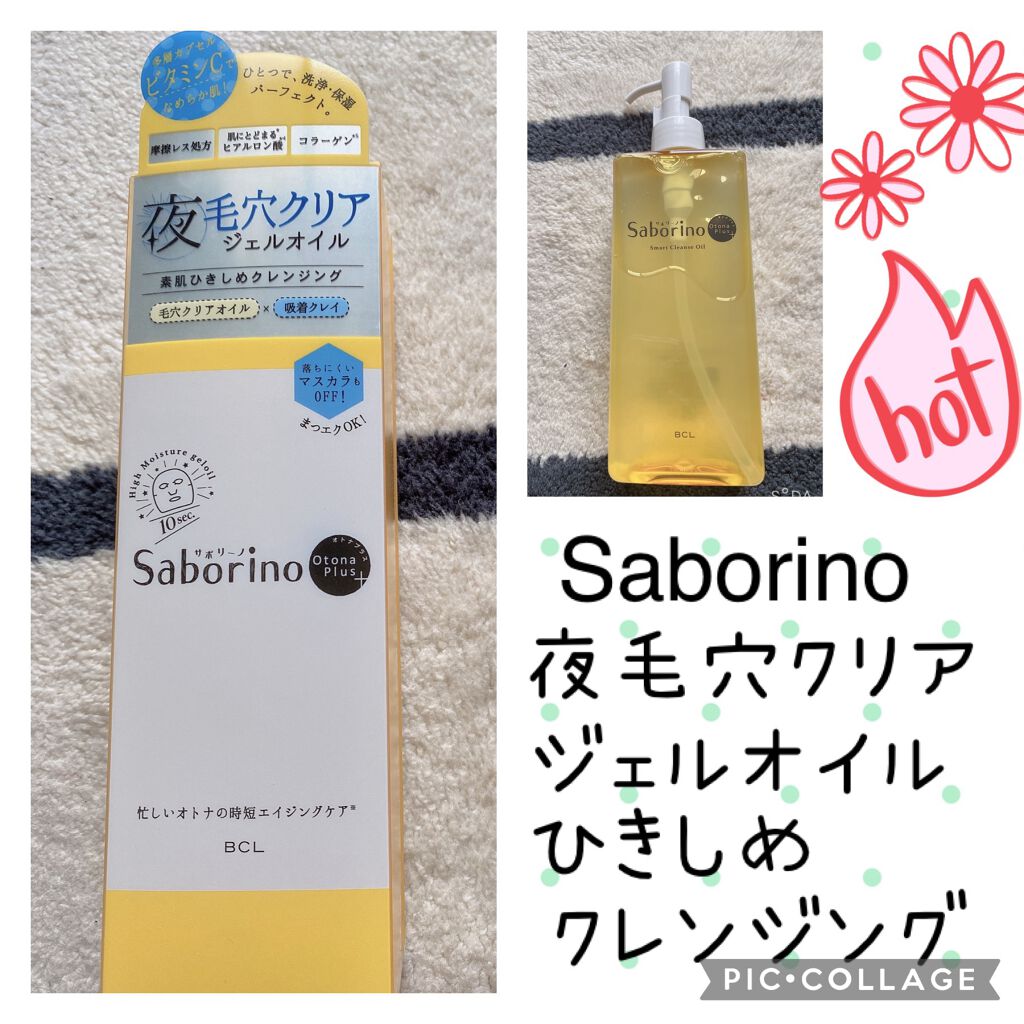 多層カプセル
ビタミンCで
なめらか肌!
ひとつで、洗浄・保湿
パーフェクト。
摩擦レス処方
肌にとどまる
ヒアルロン酸
コラーゲン
夜 毛穴クリア
ジェルオイル
素肌ひきしめクレンジング
毛穴クリアオイル × 吸着クレイ
落ちにくい
マスカラも
OFF!
まつエクOK!
High Moisture geloil
10sec.
サボリーノ
Saborino
オトナプラス
Otona
Plus
忙しいオトナの時短エイジングケア※
BCL
サボリーノ
Saborino
Otona
Plus
Smart Cleanse Oil
BCL
hot
Saborino
夜毛穴クリア
ジェルオイル
ひきしめ
クレンジング
PIC•COLLAGE